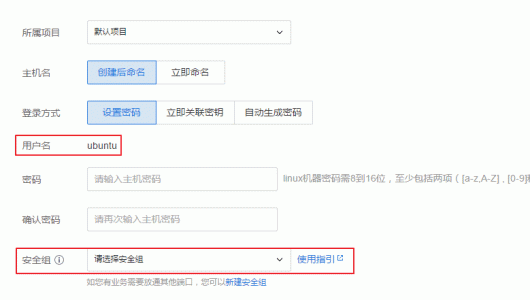 所属项目 默认项目
主机名 创建后命名 立即命名
登录方式 设置密码 立即关联密钥 自动生成密码
用户名 ubuntu
密码 请输入主机密码 linux机器密码需8到16位，至少包括两项（[a-z,A-Z] , [0-9]和
确认密码 请再次输入主机密码
安全组 请选择安全组 使用指引
如您有业务需要放通其他端口，您可以新建安全组